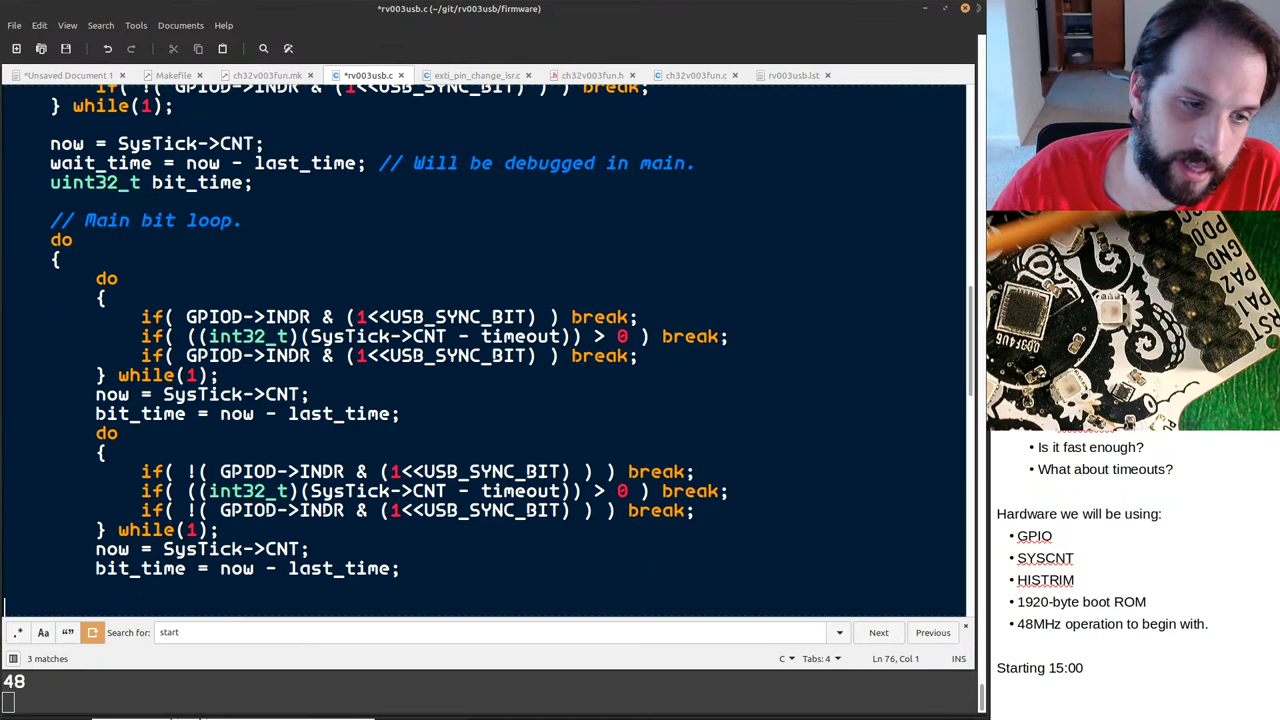 *rv003usb.c (~/git/rv003usb/firmware)
File Edit View Search Tools Documents Help
*Unsaved Document 1 Makefile ch32v003fun.mk *rv003usb.c exti_pin_change_isr.c ch32v003fun.h ch32v003fun.c rv003usb.lst
if( !( GPIOD->INDR & (1<<USB_SYNC_BIT) ) ) break;
} while(1);
now = SysTick->CNT;
wait_time = now - last_time; // Will be debugged in main.
uint32_t bit_time;
// Main bit loop.
do
{
do
{
if( GPIOD->INDR & (1<<USB_SYNC_BIT) ) break;
if( ((int32_t)(SysTick->CNT - timeout)) > 0 ) break;
if( GPIOD->INDR & (1<<USB_SYNC_BIT) ) break;
} while(1);
now = SysTick->CNT;
bit_time = now - last_time;
do
{
if( !( GPIOD->INDR & (1<<USB_SYNC_BIT) ) ) break;
if( ((int32_t)(SysTick->CNT - timeout)) > 0 ) break;
if( !( GPIOD->INDR & (1<<USB_SYNC_BIT) ) ) break;
} while(1);
now = SysTick->CNT;
bit_time = now - last_time;
.* Aa “” Search for: start Next Previous
3 matches C Tabs: 4 Ln 76, Col 1 INS
48
PD0
GND
PA2
PA1
RST
• Is it fast enough?
• What about timeouts?
Hardware we will be using:
• GPIO
• SYSCNT
• HISTRIM
• 1920-byte boot ROM
• 48MHz operation to begin with.
Starting 15:00